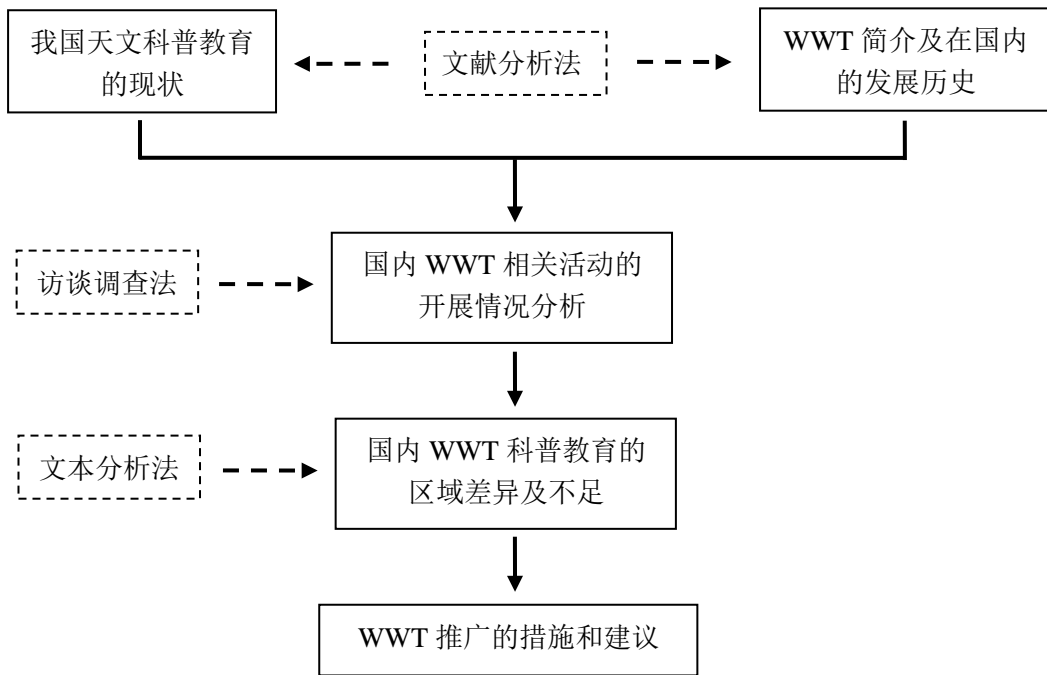 我国天文科普教育
的现状
文献分析法
WWT 简介及在国内
的发展历史
访谈调查法
国内 WWT 相关活动的
开展情况分析
文本分析法
国内 WWT 科普教育的
区域差异及不足
WWT 推广的措施和建议